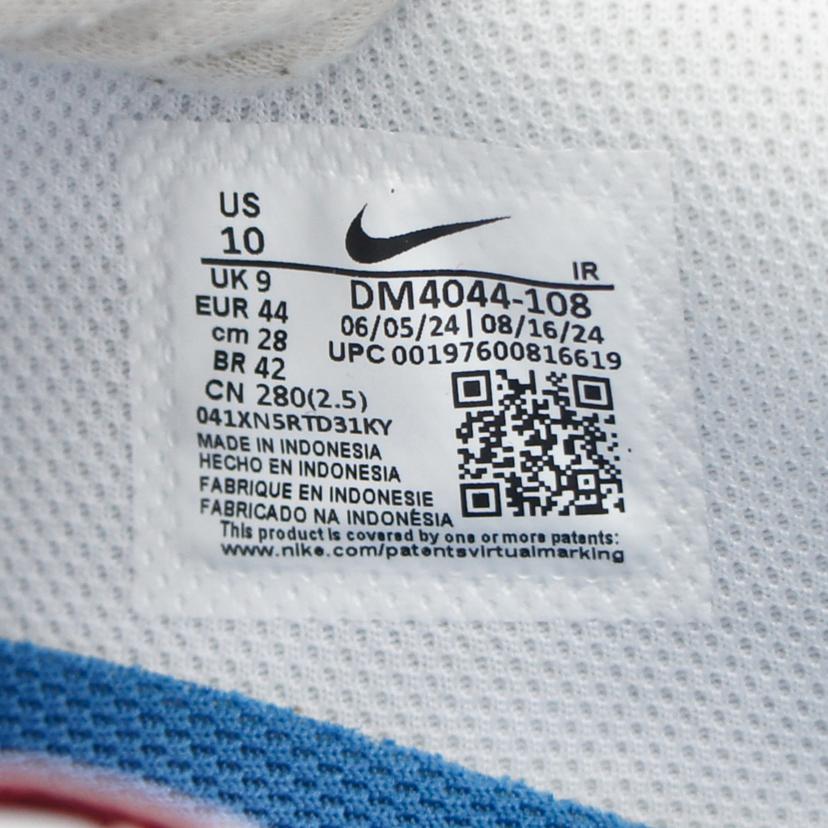 US
10
IR
UK 9
EUR 44
cm 28
BR 42
CN 280(2.5)
DM4044-108
06/05/24 | 08/16/24
UPC 00197600816619
041XN5RTD31KY
MADE IN INDONESIA
HECHO EN INDONESIA
FABRIQUE EN INDONESIE
FABRICADO NA INDONÉSIA
This product is covered by one or more patents:
www.nike.com/patentsvirtualmarking